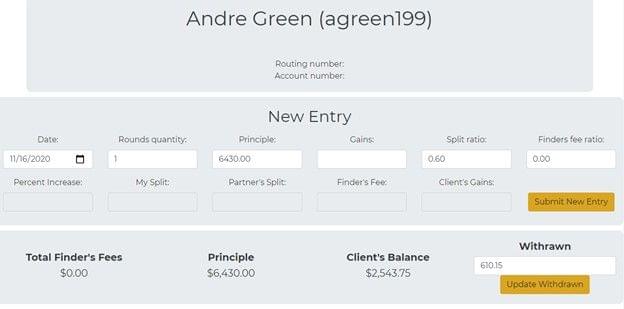 Andre Green (agreen199)
Routing number:
Account number:
New Entry
Date: Rounds quantity: Principle: Gains: Split ratio: Finders fee ratio:
11/16/2020 1 6430.00 0.60 0.00
Percent Increase: My Split: Partner's Split: Finder's Fee: Client's Gains:
Submit New Entry
Total Finder's Fees Principle Client's Balance Withrawn
$0.00 $6,430.00 $2,543.75 610.15
Update Withdrawn